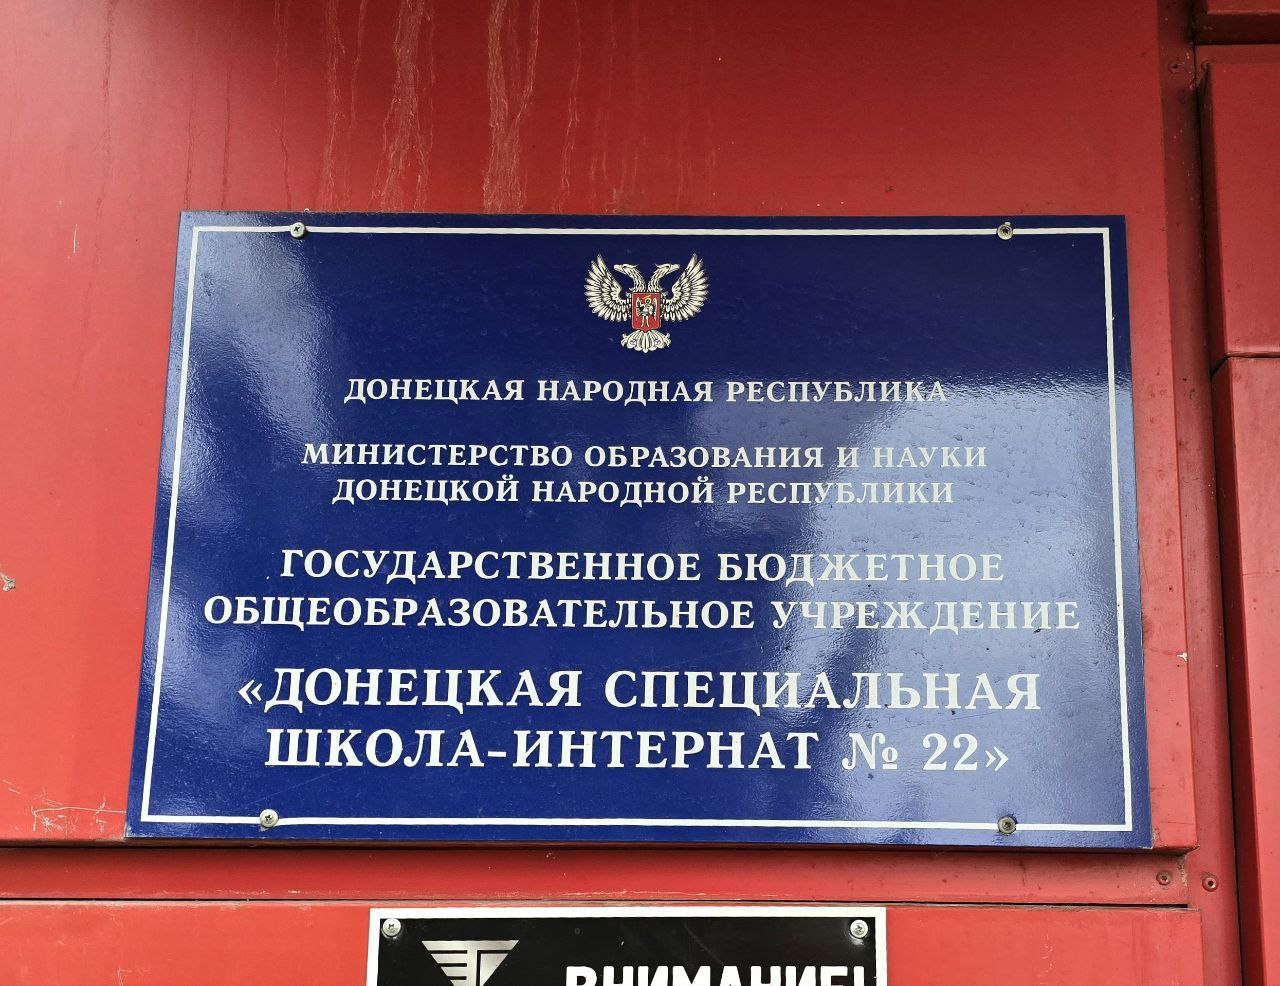 ДОНЕЦКАЯ НАРОДНАЯ РЕСПУБЛИКА
МИНИСТЕРСТВО ОБРАЗОВАНИЯ И НАУКИ
ДОНЕЦКОЙ НАРОДНОЙ РЕСПУБЛИКИ
ГОСУДАРСТВЕННОЕ БЮДЖЕТНОЕ
ОБЩЕОБРАЗОВАТЕЛЬНОЕ УЧРЕЖДЕНИЕ
«ДОНЕЦКАЯ СПЕЦИАЛЬНАЯ
ШКОЛА-ИНТЕРНАТ № 22»
ВНИМАНИЕ!